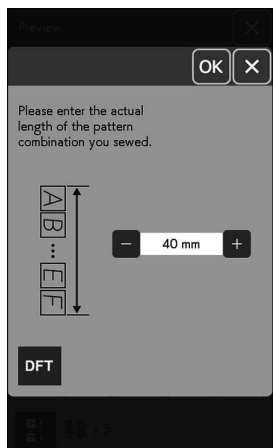 Preview
OK
Please enter the actual
length of the pattern
combination you sewed.
A
B
E
F
− 40 mm +
DFT